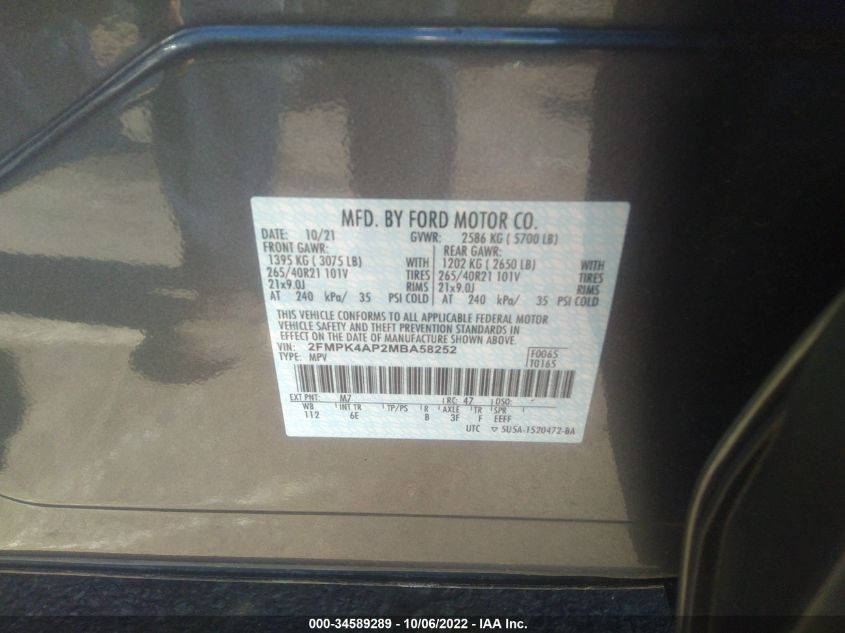 MFD. BY FORD MOTOR CO.
DATE: 10/21 GVWR: 2586 KG ( 5700 LB)
FRONT GAWR: REAR GAWR:
1395 KG ( 3075 LB) WITH 1202 KG ( 2650 LB) WITH
265/40R21 101V TIRES 265/40R21 101V TIRES
21x9.0J RIMS 21x9.0J RIMS
AT 240 kPa/ 35 PSI COLD AT 240 kPa/ 35 PSI COLD
THIS VEHICLE CONFORMS TO ALL APPLICABLE FEDERAL MOTOR
VEHICLE SAFETY AND THEFT PREVENTION STANDARDS IN
EFFECT ON THE DATE OF MANUFACTURE SHOWN ABOVE.
VIN: 2FMPK4AP2MBA58252 F0065
TYPE: MPV T0165
EXT PNT: M7 RC: 47 DSO:
WB INT TR TP/PS R AXLE TR SPR
112 6E B 3F F EEFF
UTC ▽ 5U5A-1520472-BA
000-34589289 - 10/06/2022 - IAA Inc.